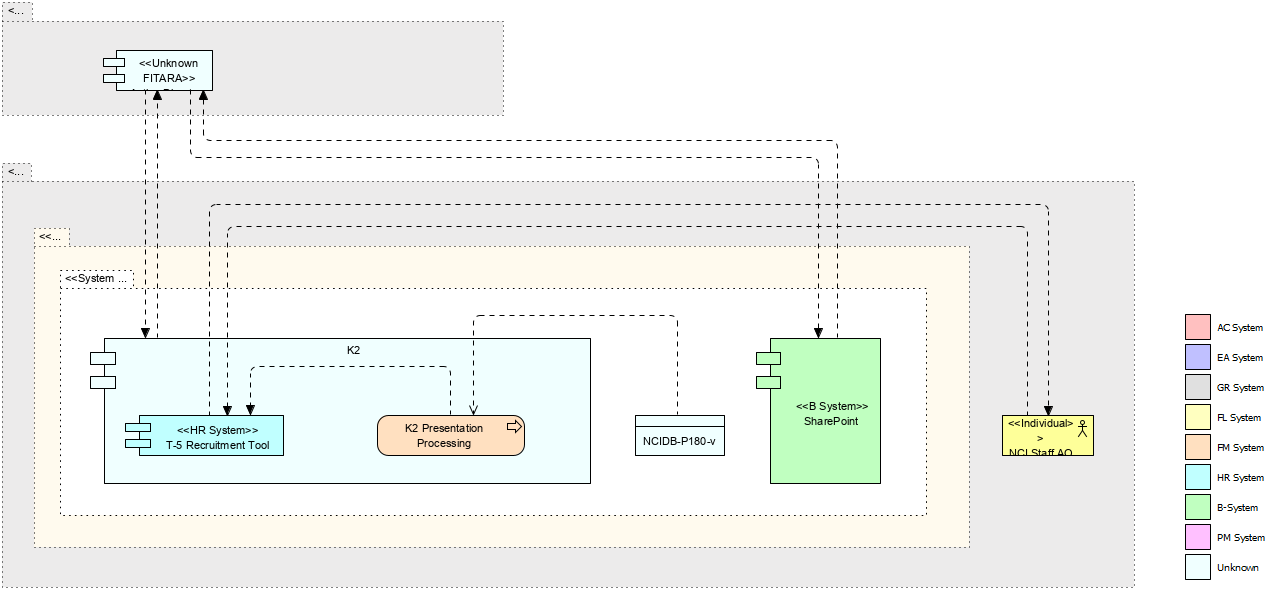 <...
<<Unknown
FITARA>>
<...
<<...
<<System ...
K2
<<HR System>>
T-5 Recruitment Tool
K2 Presentation
Processing
NCIDB-P180-v
<<B System>>
SharePoint
<<Individual>
>
NCI Staff AO
AC System
EA System
GR System
FL System
FM System
HR System
B-System
PM System
Unknown